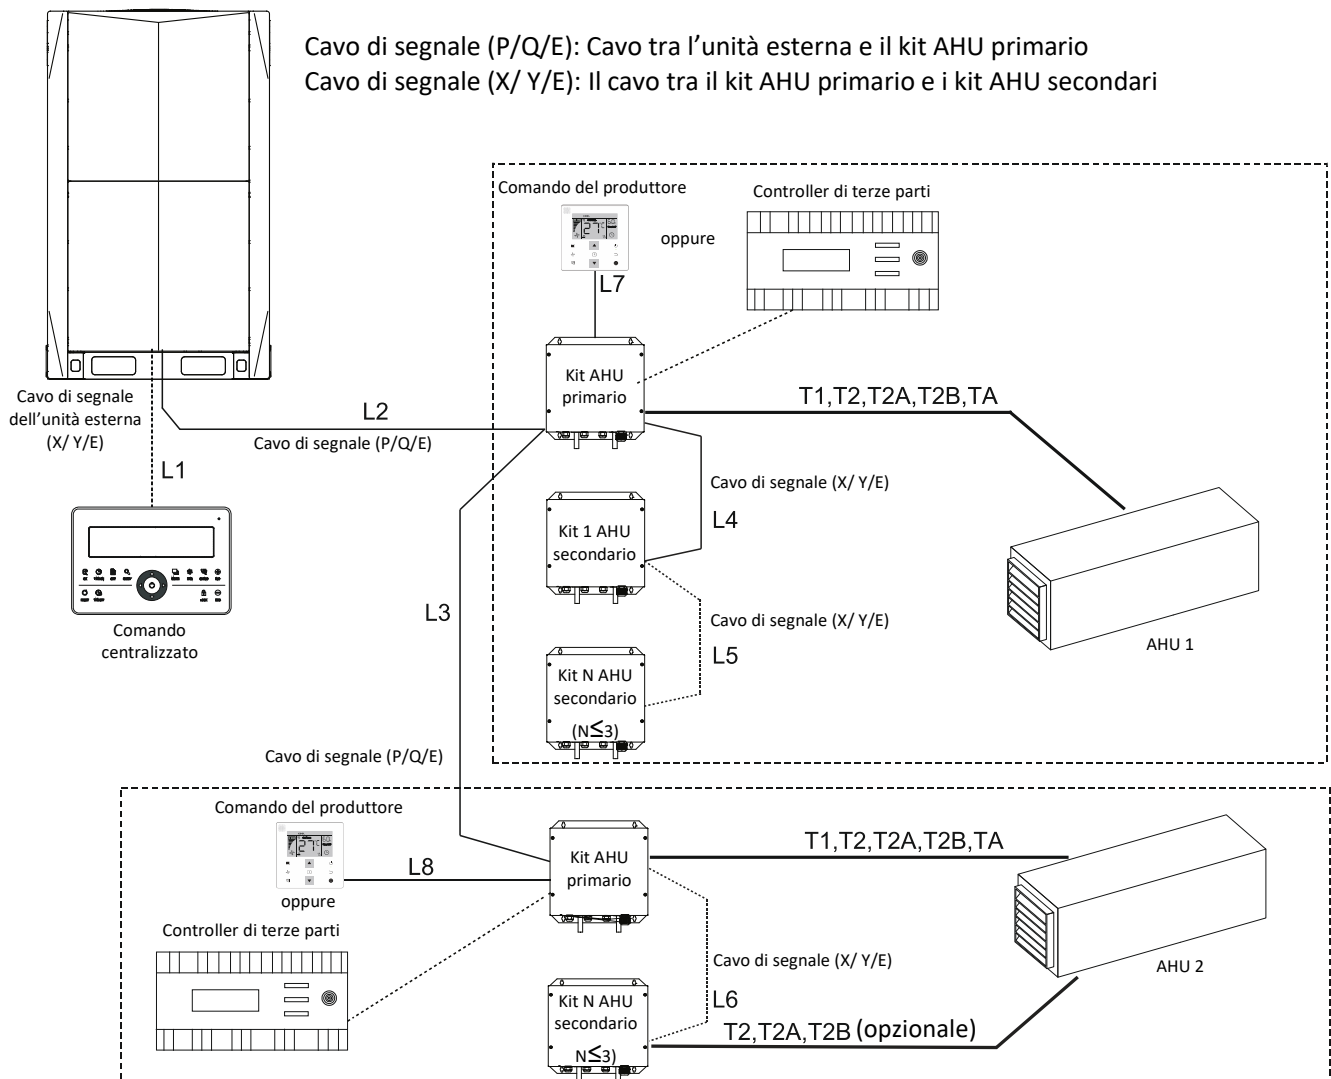 Cavo di segnale (P/Q/E): Cavo tra l’unità esterna e il kit AHU primario
Cavo di segnale (X/ Y/E): Il cavo tra il kit AHU primario e i kit AHU secondari
Comando del produttore
Controller di terze parti
oppure
L7
Kit AHU
primario
T1,T2,T2A,T2B,TA
Cavo di segnale
dell’unità esterna
(X/ Y/E)
L2
Cavo di segnale (P/Q/E)
L1
Cavo di segnale (X/ Y/E)
L4
Kit 1 AHU
secondario
Comando
centralizzato
L3
Cavo di segnale (X/ Y/E)
L5
AHU 1
Kit N AHU
secondario
(N≤3)
Cavo di segnale (P/Q/E)
Comando del produttore
L8
oppure
Kit AHU
primario
T1,T2,T2A,T2B,TA
Controller di terze parti
Cavo di segnale (X/ Y/E)
L6
AHU 2
Kit N AHU
secondario
N≤3)
T2,T2A,T2B (opzionale)